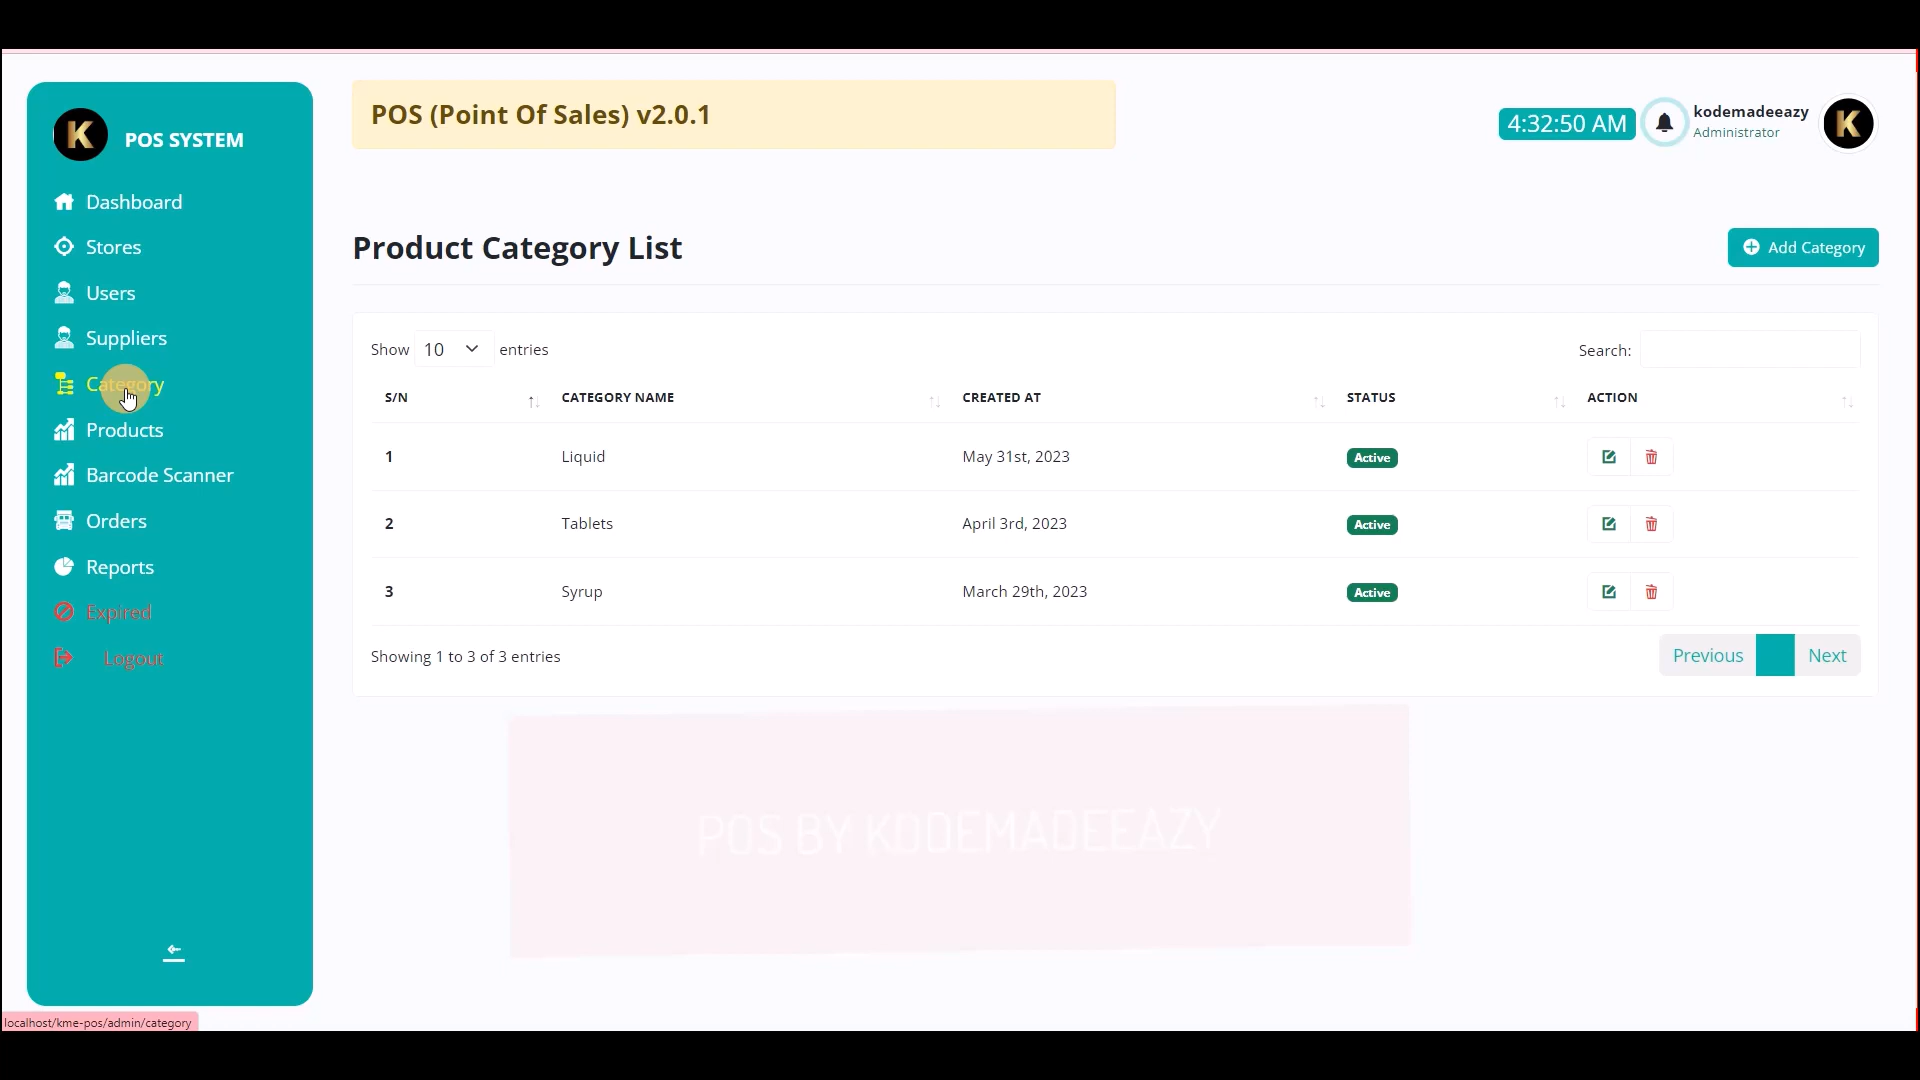 K POS SYSTEM
Dashboard
Stores
Users
Suppliers
Category
Products
Barcode Scanner
Orders
Reports
Expired
Logout
POS (Point Of Sales) v2.0.1
4:32:50 AM
kodemadeeazy
Administrator
K
Product Category List
Add Category
Show 10 entries
Search:
S/N CATEGORY NAME CREATED AT STATUS ACTION
1 Liquid May 31st, 2023 Active
2 Tablets April 3rd, 2023 Active
3 Syrup March 29th, 2023 Active
Showing 1 to 3 of 3 entries
Previous Next
POS BY KODEMADEEAZY
localhost/kme-pos/admin/category